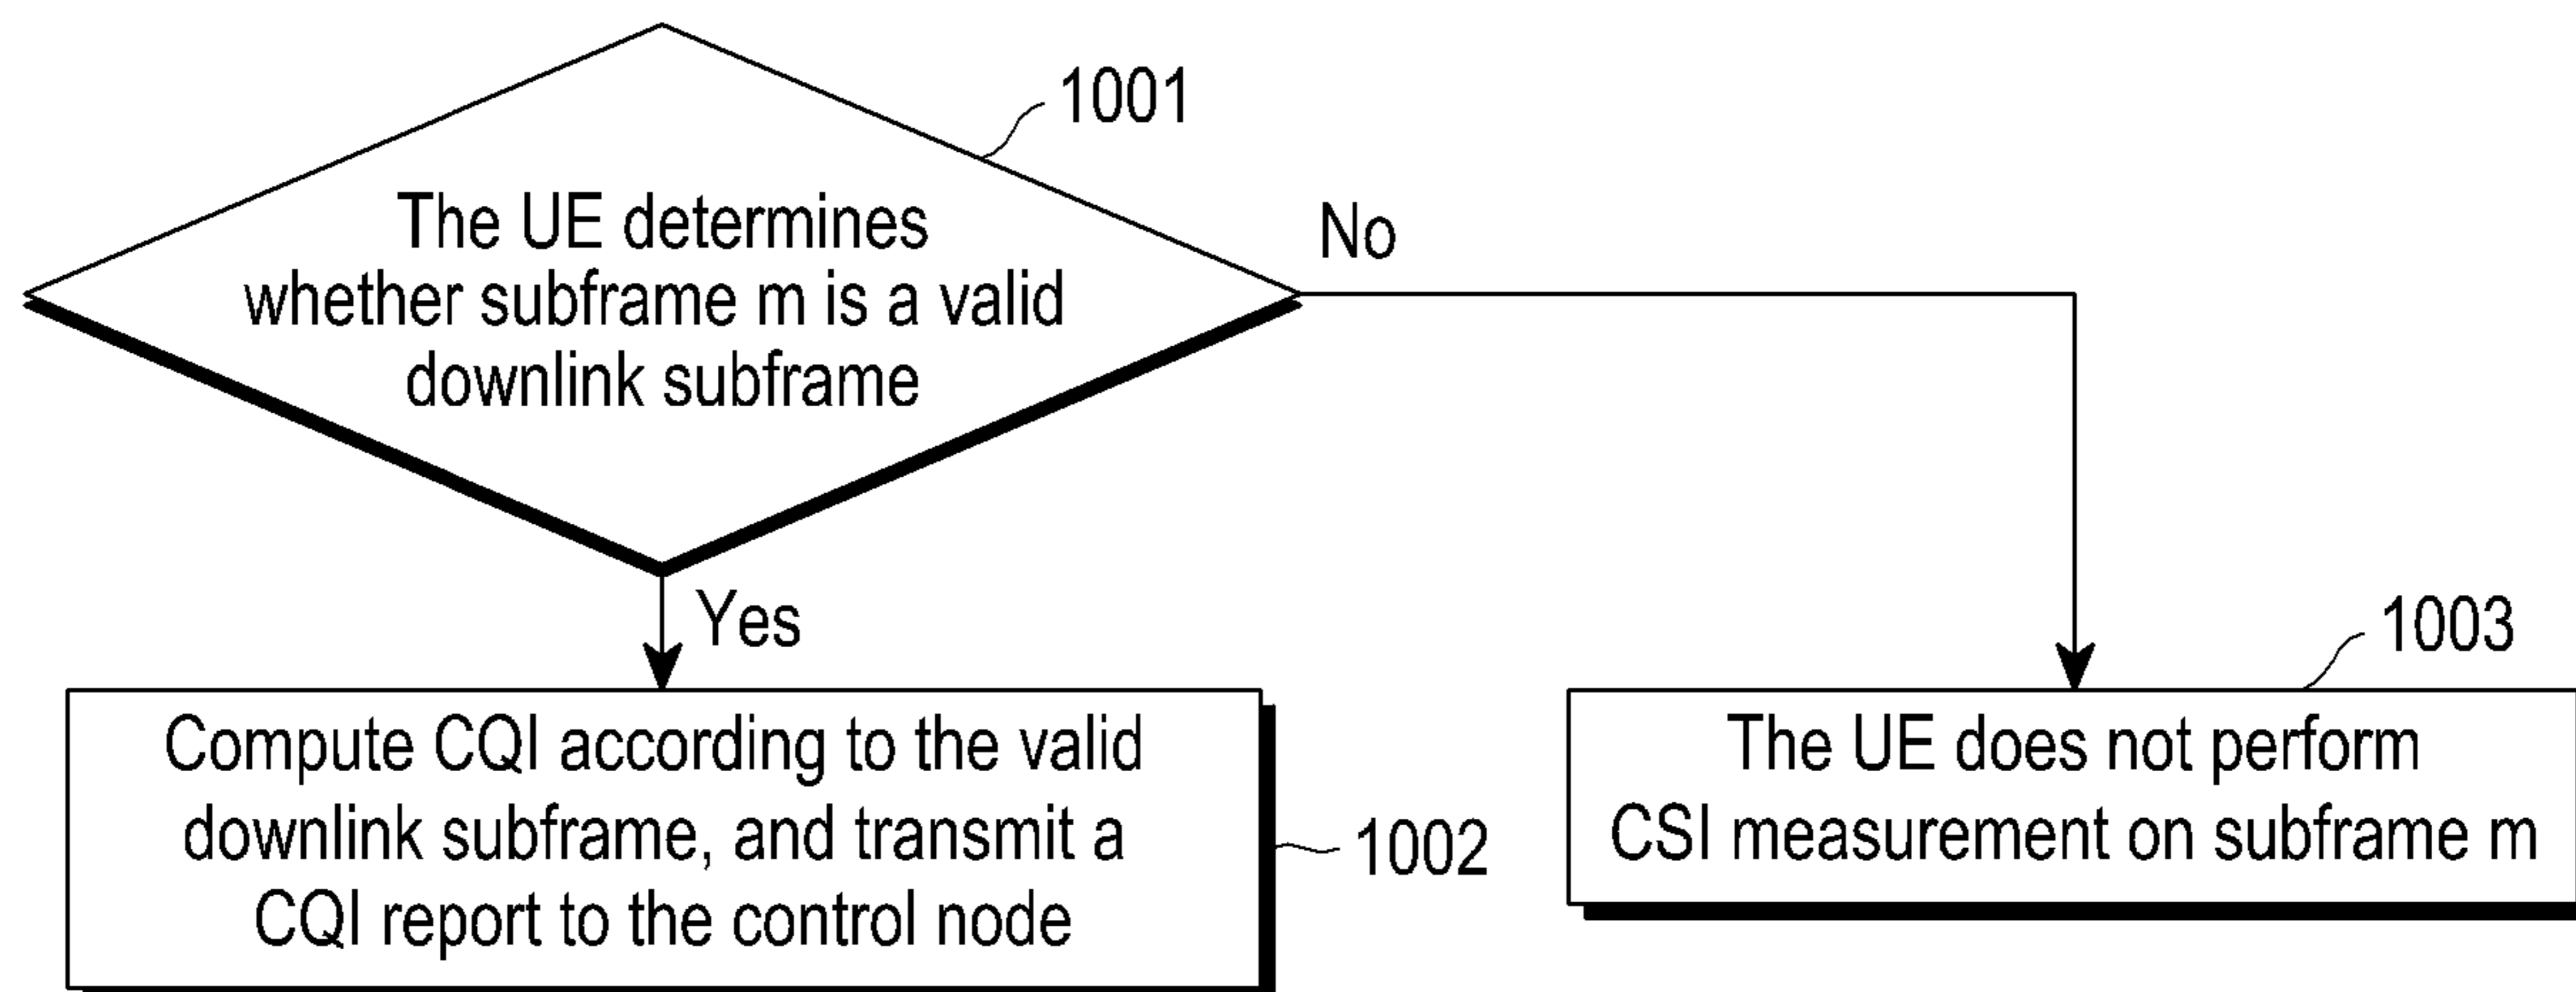 1001
The UE determines
whether subframe m is a valid
downlink subframe
No
Yes
1003
Compute CQI according to the valid
downlink subframe, and transmit a
CQI report to the control node
1002
The UE does not perform
CSI measurement on subframe m